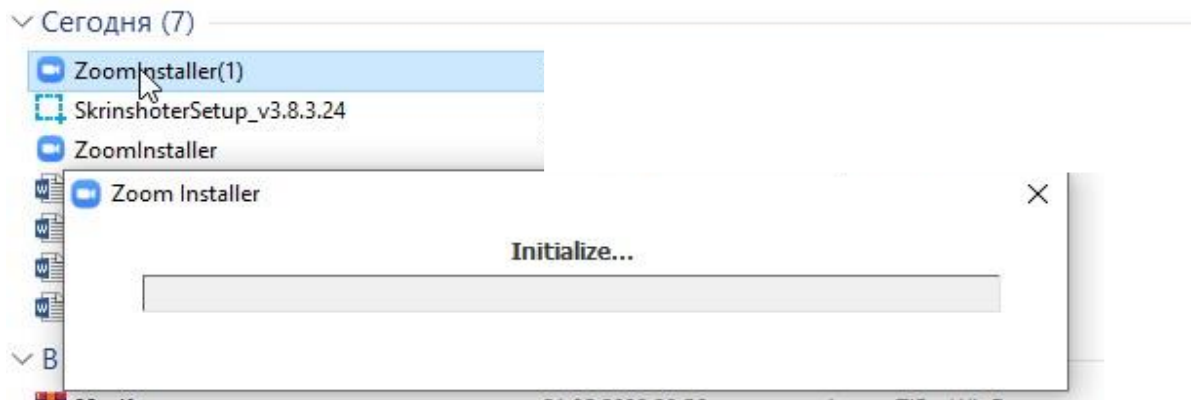 Сегодня (7)
ZoomInstaller(1)
SkrinshoterSetup_v3.8.3.24
ZoomInstaller
Zoom Installer
Initialize...
В